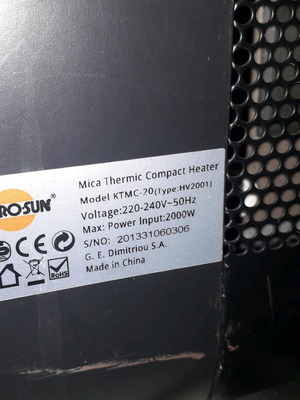 Mica Thermic Compact Heater
Model KTMC-20(Type:HV2001)
RO-SUN®
Voltage:220-240V~50Hz
Max: Power Input:2000W
S/NO: 201331060306
G. E. Dimitriou S.A.
Made in China
CE
RoHS